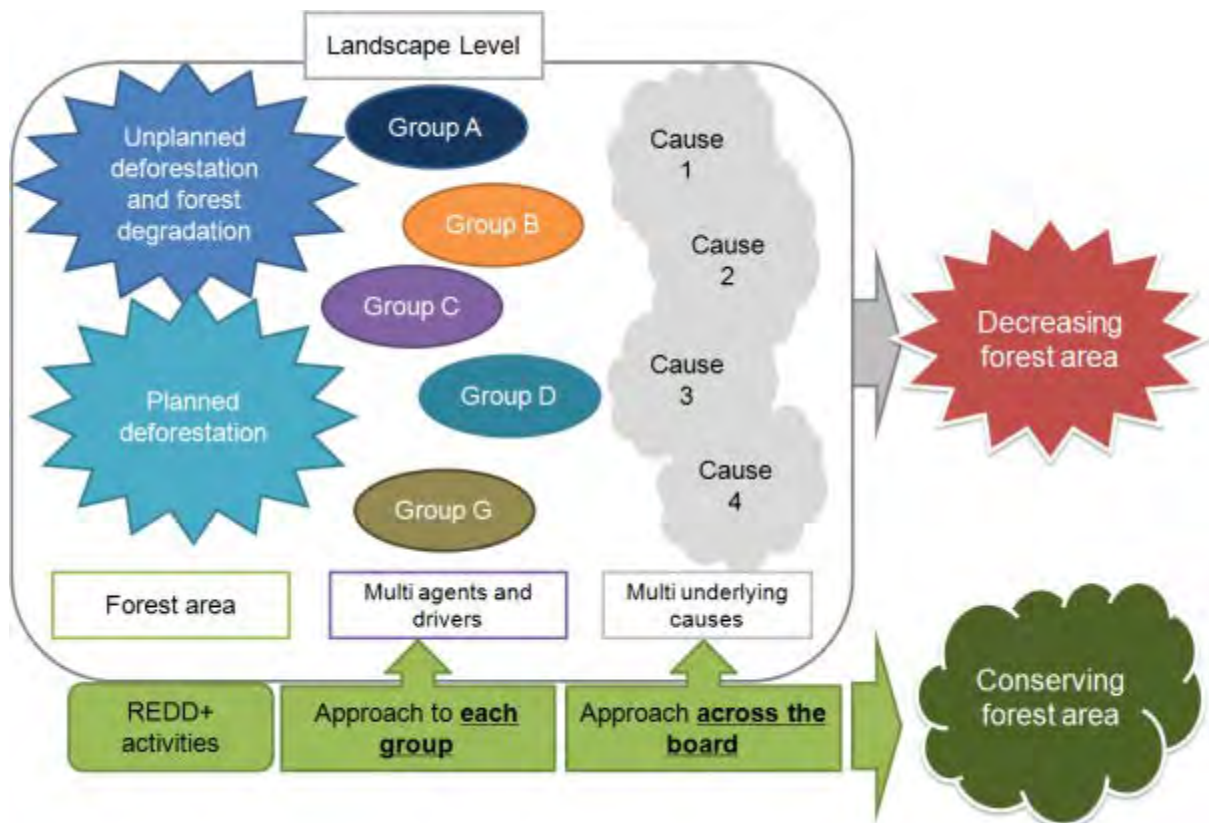 Landscape Level
Unplanned
deforestation
and forest
degradation
Planned
deforestation
Group A
Group B
Group C
Group D
Group G
Cause
1
Cause
2
Cause
3
Cause
4
Decreasing
forest area
Forest area
Multi agents and
drivers
Multi underlying
causes
REDD+
activities
Approach to each
group
Approach across the
board
Conserving
forest area